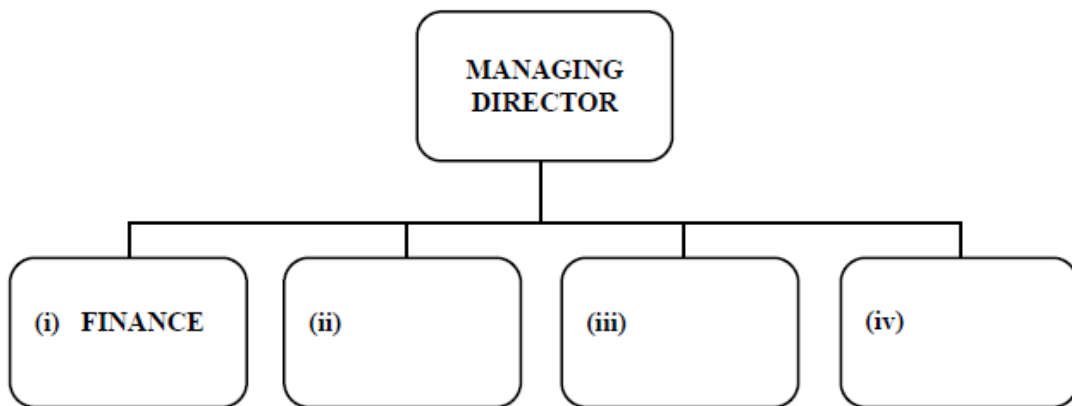 MANAGING
DIRECTOR
(i) FINANCE
(ii)
(iii)
(iv)